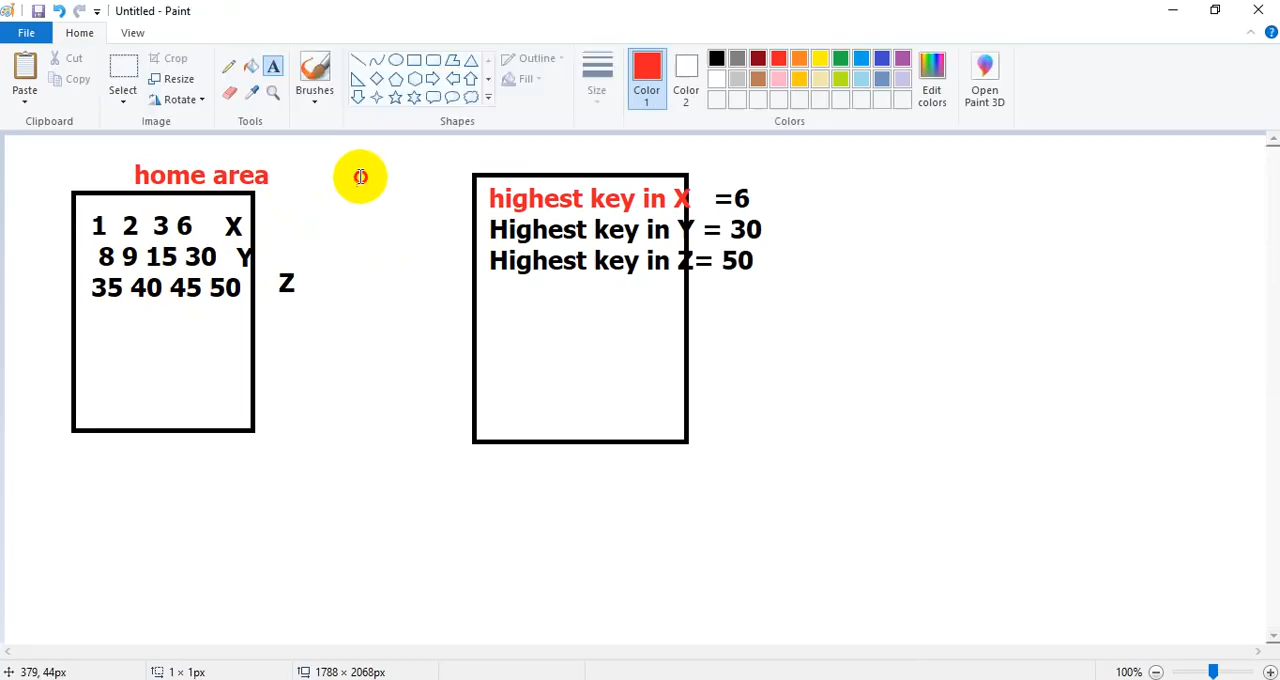 Untitled - Paint
File Home View
Paste
Cut
Copy
Clipboard
Select
Crop
Resize
Rotate
Image
A
Tools
Brushes
Outline
Fill
Shapes
Size
Color 1
Color 2
Edit colors
Colors
Open Paint 3D
home area
1 2 3 6 X
8 9 15 30 Y
35 40 45 50 Z
highest key in X =6
Highest key in Y = 30
Highest key in Z= 50
379, 44px
1 × 1px
1788 × 2068px
100%